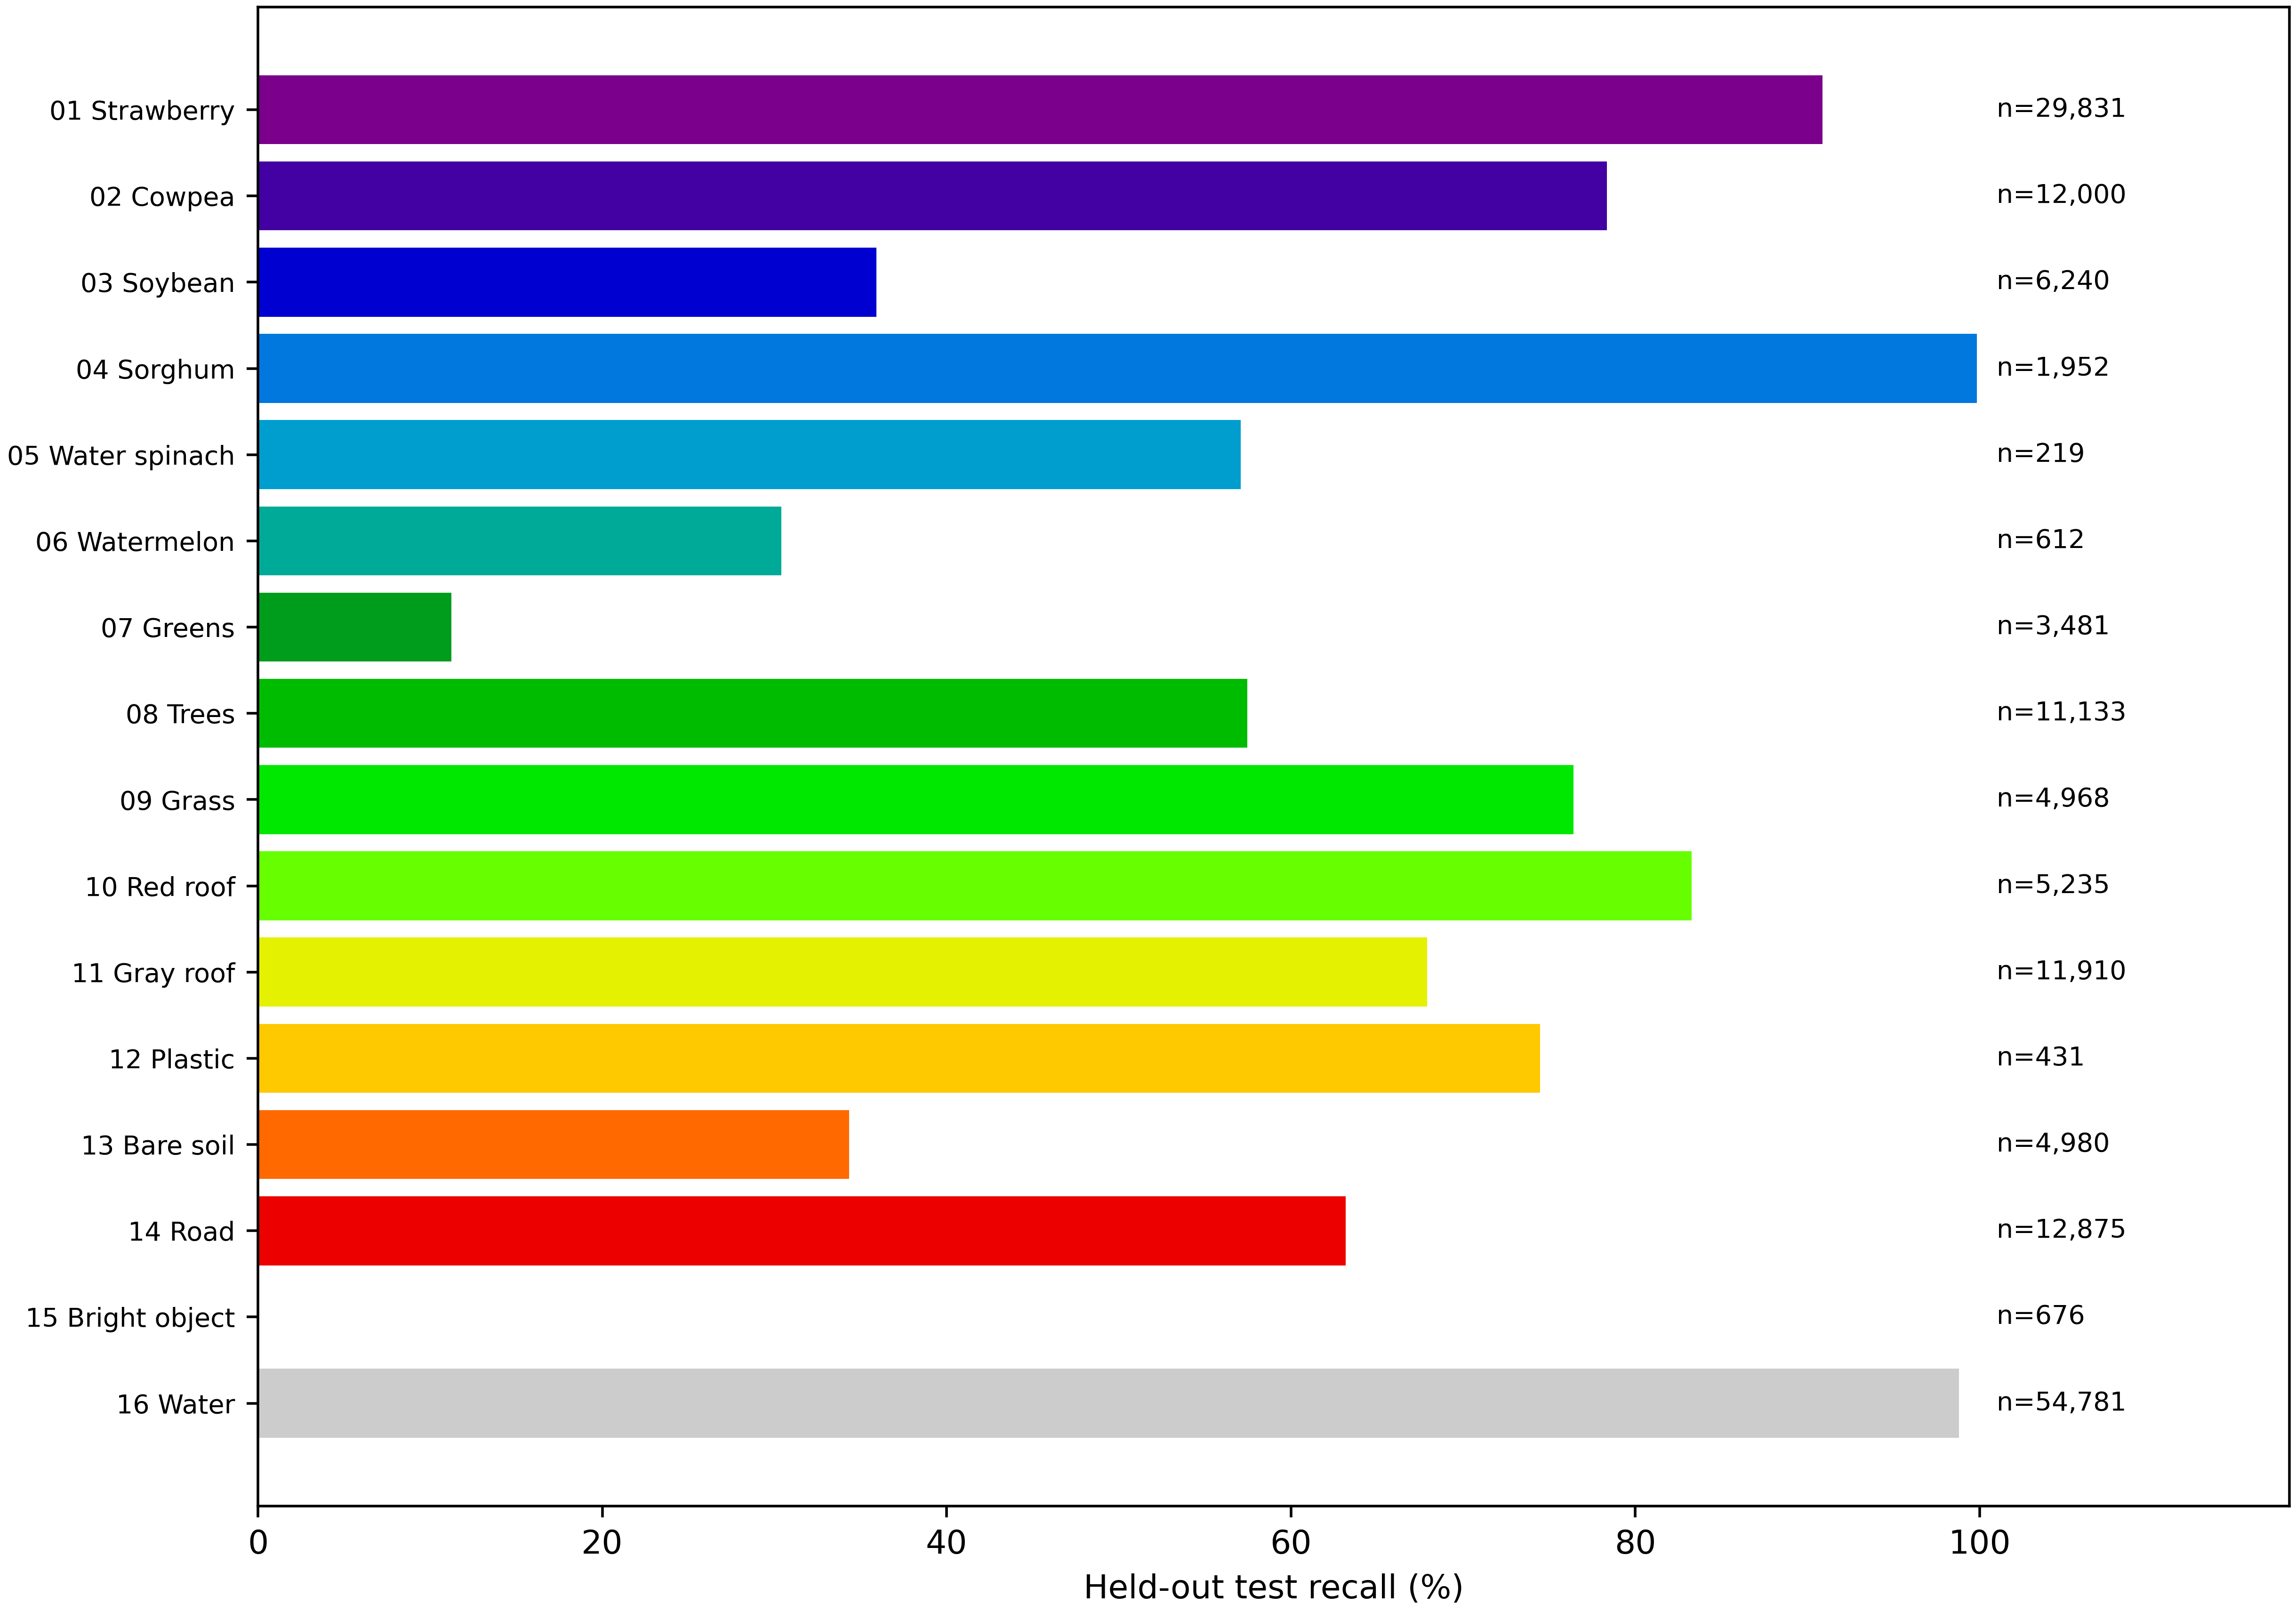 01 Strawberry n=29,831
02 Cowpea n=12,000
03 Soybean n=6,240
04 Sorghum n=1,952
05 Water spinach n=219
06 Watermelon n=612
07 Greens n=3,481
08 Trees n=11,133
09 Grass n=4,968
10 Red roof n=5,235
11 Gray roof n=11,910
12 Plastic n=431
13 Bare soil n=4,980
14 Road n=12,875
15 Bright object n=676
16 Water n=54,781
0 20 40 60 80 100
Held-out test recall (%)